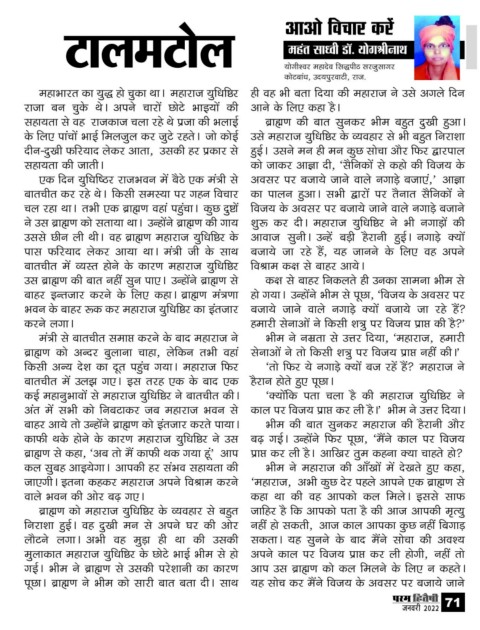 टालमटोल
आओ विचार करें
महंत साध्वी डॉ. योगश्रीनाथ
योगीश्वर महादेव सिद्धपीठ सरजुसागर
कोटबांध, उदयपुरवाटी, राज.
महाभारत का युद्ध हो चुका था। महाराज युधिष्ठिर
राजा बन चुके थे। अपने चारों छोटे भाइयों की
सहायता से वह राजकाज चला रहे थे प्रजा की भलाई
के लिए पांचों भाई मिलजुल कर जुटे रहते। जो कोई
दीन-दुखी फरियाद लेकर आता, उसकी हर प्रकार से
सहायता की जाती।
एक दिन युधिष्ठिर राजभवन में बैठे एक मंत्री से
बातचीत कर रहे थे। किसी समस्या पर गहन विचार
चल रहा था। तभी एक ब्राह्मण वहां पहुंचा। कुछ दुष्टों
ने उस ब्राह्मण को सताया था। उन्होंने ब्राह्मण की गाय
उससे छीन ली थी। वह ब्राह्मण महाराज युधिष्ठिर के
पास फरियाद लेकर आया था। मंत्री जी के साथ
बातचीत में व्यस्त होने के कारण महाराज युधिष्ठिर
उस ब्राह्मण की बात नहीं सुन पाए। उन्होंने ब्राह्मण से
बाहर इन्तजार करने के लिए कहा। ब्राह्मण मंत्रणा
भवन के बाहर रूक कर महाराज युधिष्ठिर का इंतजार
करने लगा।
मंत्री से बातचीत समाप्त करने के बाद महाराज ने
ब्राह्मण को अन्दर बुलाना चाहा, लेकिन तभी वहां
किसी अन्य देश का दूत पहुंच गया। महाराज फिर
बातचीत में उलझ गए। इस तरह एक के बाद एक
कई महानुभावों से महाराज युधिष्ठिर ने बातचीत की।
अंत में सभी को निबटाकर जब महाराज भवन से
बाहर आये तो उन्होंने ब्राह्मण को इंतजार करते पाया।
काफी थके होने के कारण महाराज युधिष्ठिर ने उस
ब्राह्मण से कहा, 'अब तो मैं काफी थक गया हूं' आप
कल सुबह आइयेगा। आपकी हर संभव सहायता की
जाएगी। इतना कहकर महाराज अपने विश्राम करने
वाले भवन की ओर बढ़ गए।
ब्राह्मण को महाराज युधिष्ठिर के व्यवहार से बहुत
निराशा हुई। वह दुखी मन से अपने घर की ओर
लौटने लगा। अभी वह मुड़ा ही था की उसकी
मुलाकात महाराज युधिष्ठिर के छोटे भाई भीम से हो
गई। भीम ने ब्राह्मण से उसकी परेशानी का कारण
पूछा। ब्राह्मण ने भीम को सारी बात बता दी। साथ
ही वह भी बता दिया की महाराज ने उसे अगले दिन
आने के लिए कहा है।
ब्राह्मण की बात सुनकर भीम बहुत दुखी हुआ।
उसे महाराज युधिष्ठिर के व्यवहार से भी बहुत निराशा
हुई। उसने मन ही मन कुछ सोचा और फिर द्वारपाल
को जाकर आज्ञा दी, 'सैनिकों से कहो की विजय के
अवसर पर बजाये जाने वाले नगाड़े बजाएं,' आज्ञा
का पालन हुआ। सभी द्वारों पर तैनात सैनिकों ने
विजय के अवसर पर बजाये जाने वाले नगाड़े बजाने
शुरू कर दी। महाराज युधिष्ठिर ने भी नगाड़ों की
आवाज सुनी। उन्हें बड़ी हैरानी हुई। नगाड़े क्यों
बजाये जा रहे हैं, यह जानने के लिए वह अपने
विश्राम कक्ष से बाहर आये।
कक्ष से बाहर निकलते ही उनका सामना भीम से
हो गया। उन्होंने भीम से पूछा, 'विजय के अवसर पर
बजाये जाने वाले नगाड़े क्यों बजाये जा रहे हैं?
हमारी सेनाओं ने किसी शत्रु पर विजय प्राप्त की है?'
भीम ने नम्रता से उत्तर दिया, 'महाराज, हमारी
सेनाओं ने तो किसी शत्रु पर विजय प्राप्त नहीं की।'
'तो फिर ये नगाड़े क्यों बज रहें हैं? महाराज ने
हैरान होते हुए पूछा।
'क्योंकि पता चला है की महाराज युधिष्ठिर ने
काल पर विजय प्राप्त कर ली है।' भीम ने उत्तर दिया।
भीम की बात सुनकर महाराज की हैरानी और
बढ़ गई। उन्होंने फिर पूछा, 'मैंने काल पर विजय
प्राप्त कर ली है। आखिर तुम कहना क्या चाहते हो?
भीम ने महाराज की आँखों में देखते हुए कहा,
'महाराज, अभी कुछ देर पहले आपने एक ब्राह्मण से
कहा था की वह आपको कल मिले। इससे साफ
जाहिर है कि आपको पता है की आज आपकी मृत्यु
नहीं हो सकती, आज काल आपका कुछ नहीं बिगाड़
सकता। यह सुनने के बाद मैंने सोचा की अवश्य
अपने काल पर विजय प्राप्त कर ली होगी, नहीं तो
आप उस ब्राह्मण को कल मिलने के लिए न कहते।
यह सोच कर मैंने विजय के अवसर पर बजाये जाने
परम हितैषी
जनवरी 2022
71